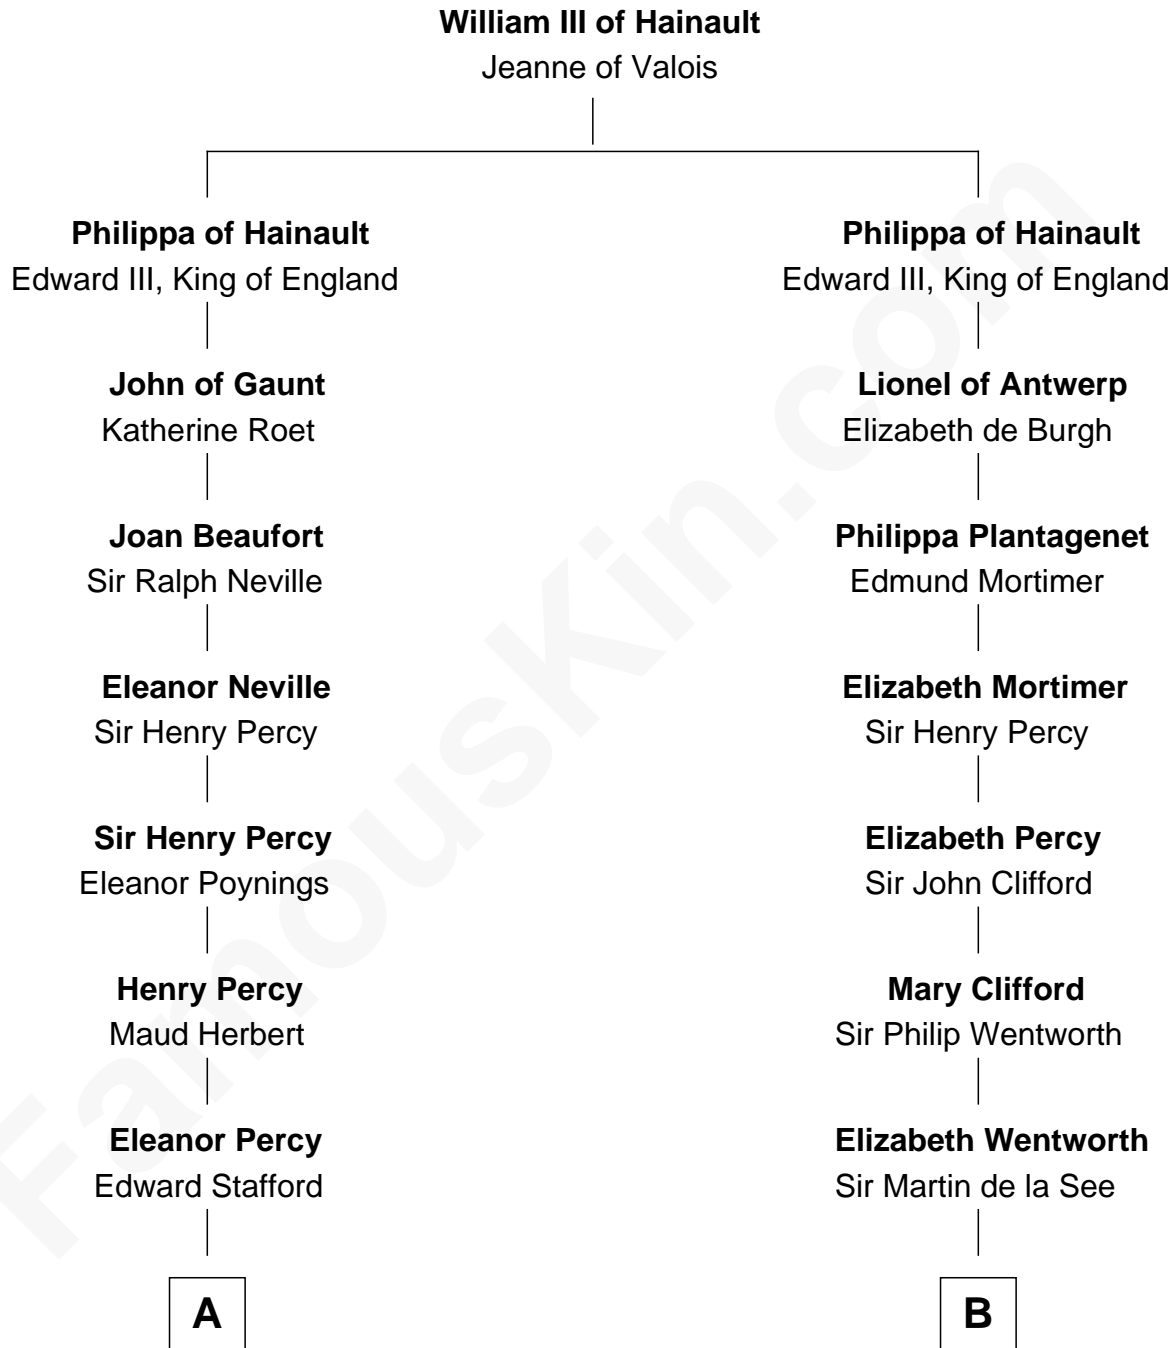 William III of Hainault
Jeanne of Valois
Philippa of Hainault
Edward III, King of England
John of Gaunt
Katherine Roet
Joan Beaufort
Sir Ralph Neville
Eleanor Neville
Sir Henry Percy
Sir Henry Percy
Eleanor Poynings
Henry Percy
Maud Herbert
Eleanor Percy
Edward Stafford
A
Philippa of Hainault
Edward III, King of England
Lionel of Antwerp
Elizabeth de Burgh
Philippa Plantagenet
Edmund Mortimer
Elizabeth Mortimer
Sir Henry Percy
Elizabeth Percy
Sir John Clifford
Mary Clifford
Sir Philip Wentworth
Elizabeth Wentworth
Sir Martin de la See
B
FamousKin.com